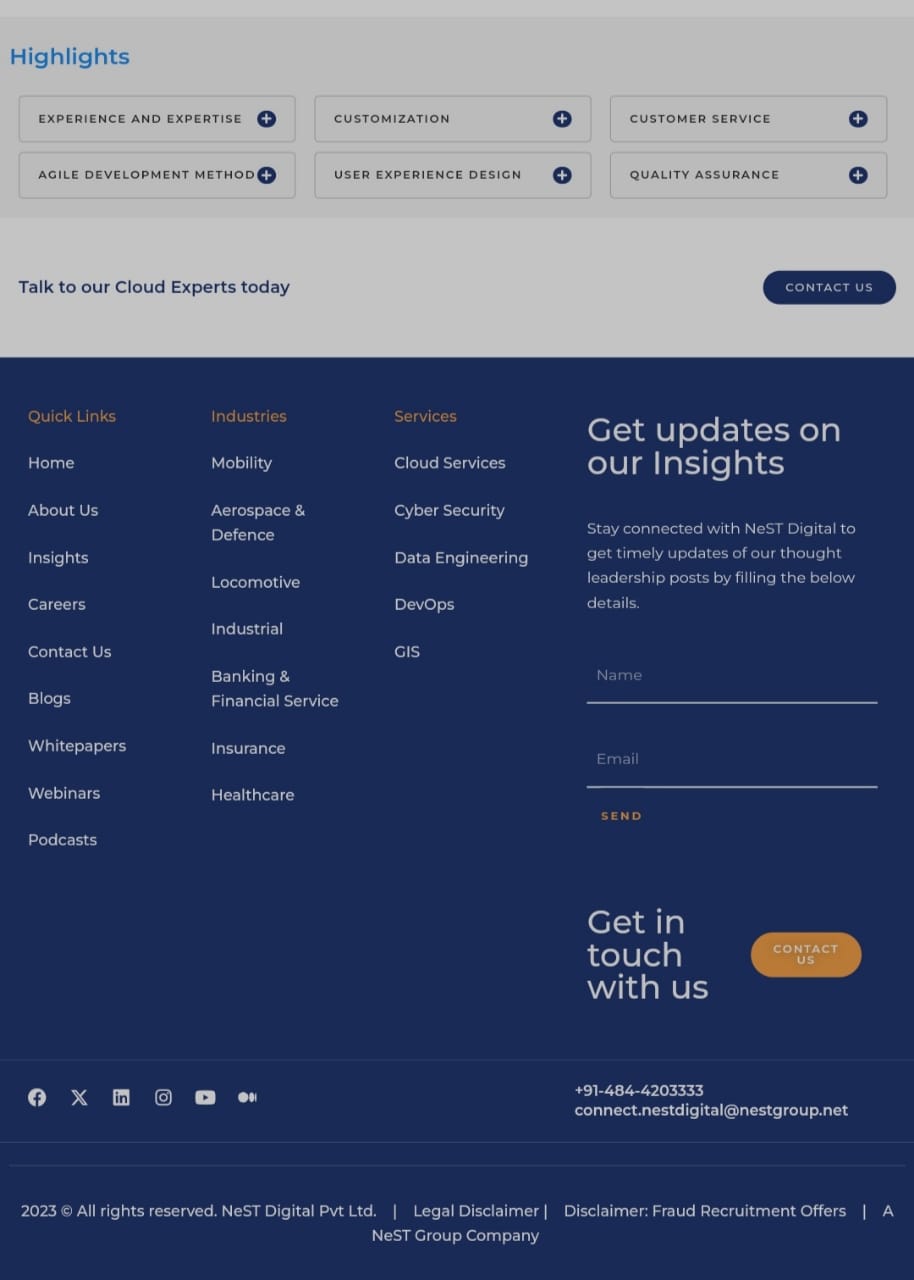 Highlights
EXPERIENCE AND EXPERTISE
CUSTOMIZATION
CUSTOMER SERVICE
AGILE DEVELOPMENT METHOD
USER EXPERIENCE DESIGN
QUALITY ASSURANCE
Talk to our Cloud Experts today
CONTACT US
Quick Links
Home
About Us
Insights
Careers
Contact Us
Blogs
Whitepapers
Webinars
Podcasts
Industries
Mobility
Aerospace &
Defence
Locomotive
Industrial
Banking &
Financial Service
Insurance
Healthcare
Services
Cloud Services
Cyber Security
Data Engineering
DevOps
GIS
Get updates on
our Insights
Stay connected with NeST Digital to
get timely updates of our thought
leadership posts by filling the below
details.
Name
Email
SEND
Get in
touch
with us
CONTACT
US
+91-484-4203333
connect.nestdigital@nestgroup.net
2023 © All rights reserved. NeST Digital Pvt Ltd. | Legal Disclaimer | Disclaimer: Fraud Recruitment Offers | A
NeST Group Company